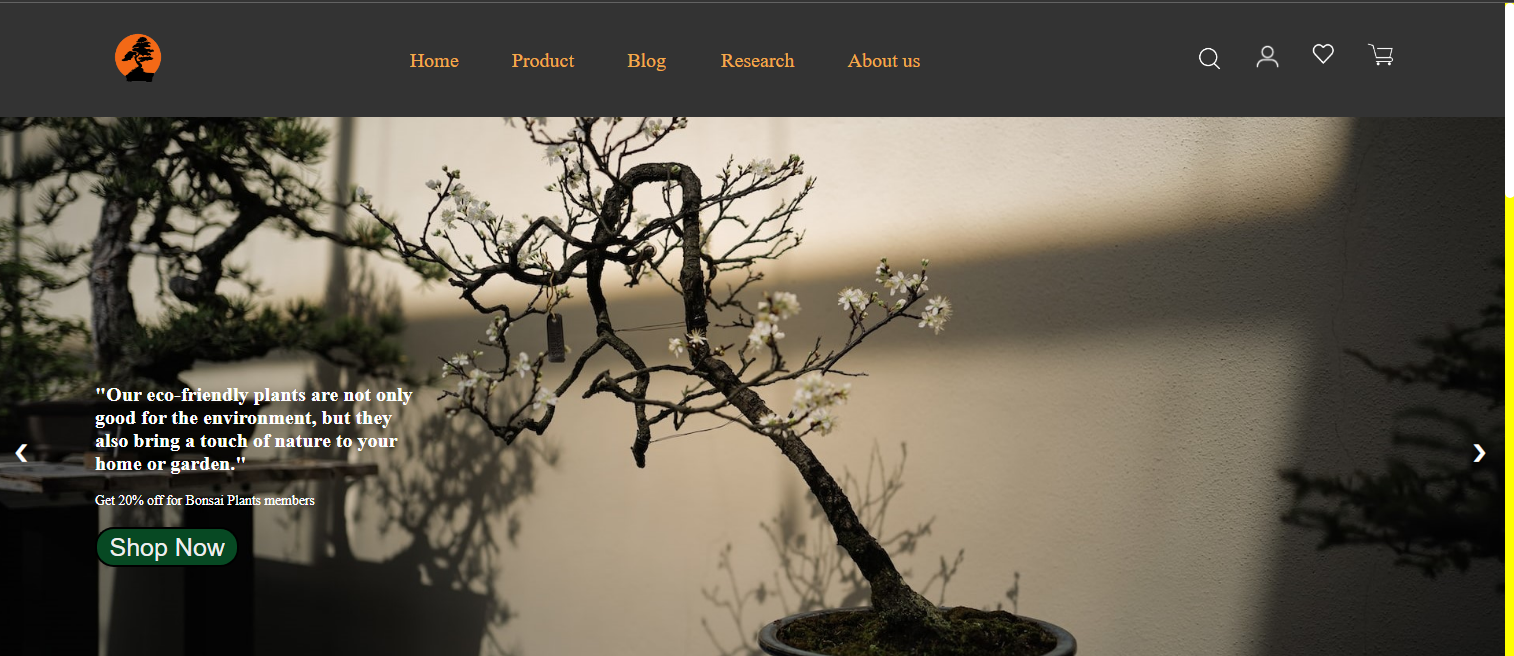 Home Product Blog Research About us
"Our eco-friendly plants are not only
good for the environment, but they
also bring a touch of nature to your
home or garden."
Get 20% off for Bonsai Plants members
Shop Now